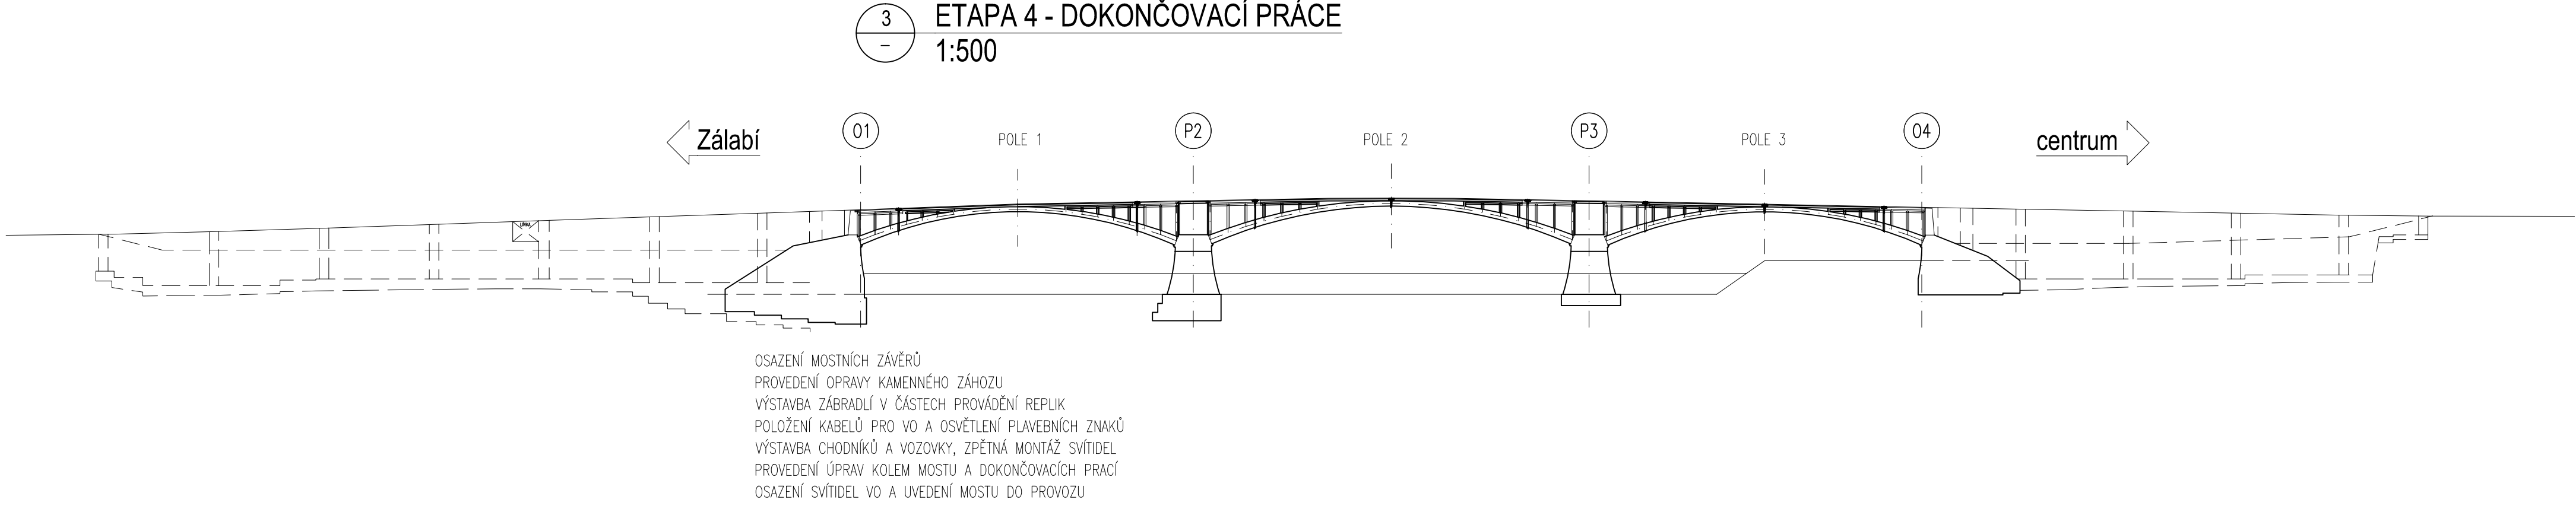 3
–
ETAPA 4 - DOKONČOVACÍ PRÁCE
1:500
Zálabí
O1
POLE 1
P2
POLE 2
P3
POLE 3
O4
centrum
OSAZENÍ MOSTNÍCH ZÁVĚRŮ
PROVEDENÍ OPRAVY KAMENNÉHO ZÁHOZU
VÝSTAVBA ZÁBRADLÍ V ČÁSTECH PROVÁDĚNÍ REPLIK
POLOŽENÍ KABELŮ PRO VO A OSVĚTLENÍ PLAVEBNÍCH ZNAKŮ
VÝSTAVBA CHODNÍKŮ A VOZOVKY, ZPĚTNÁ MONTÁŽ SVÍTIDEL
PROVEDENÍ ÚPRAV KOLEM MOSTU A DOKONČOVACÍCH PRACÍ
OSAZENÍ SVÍTIDEL VO A UVEDENÍ MOSTU DO PROVOZU